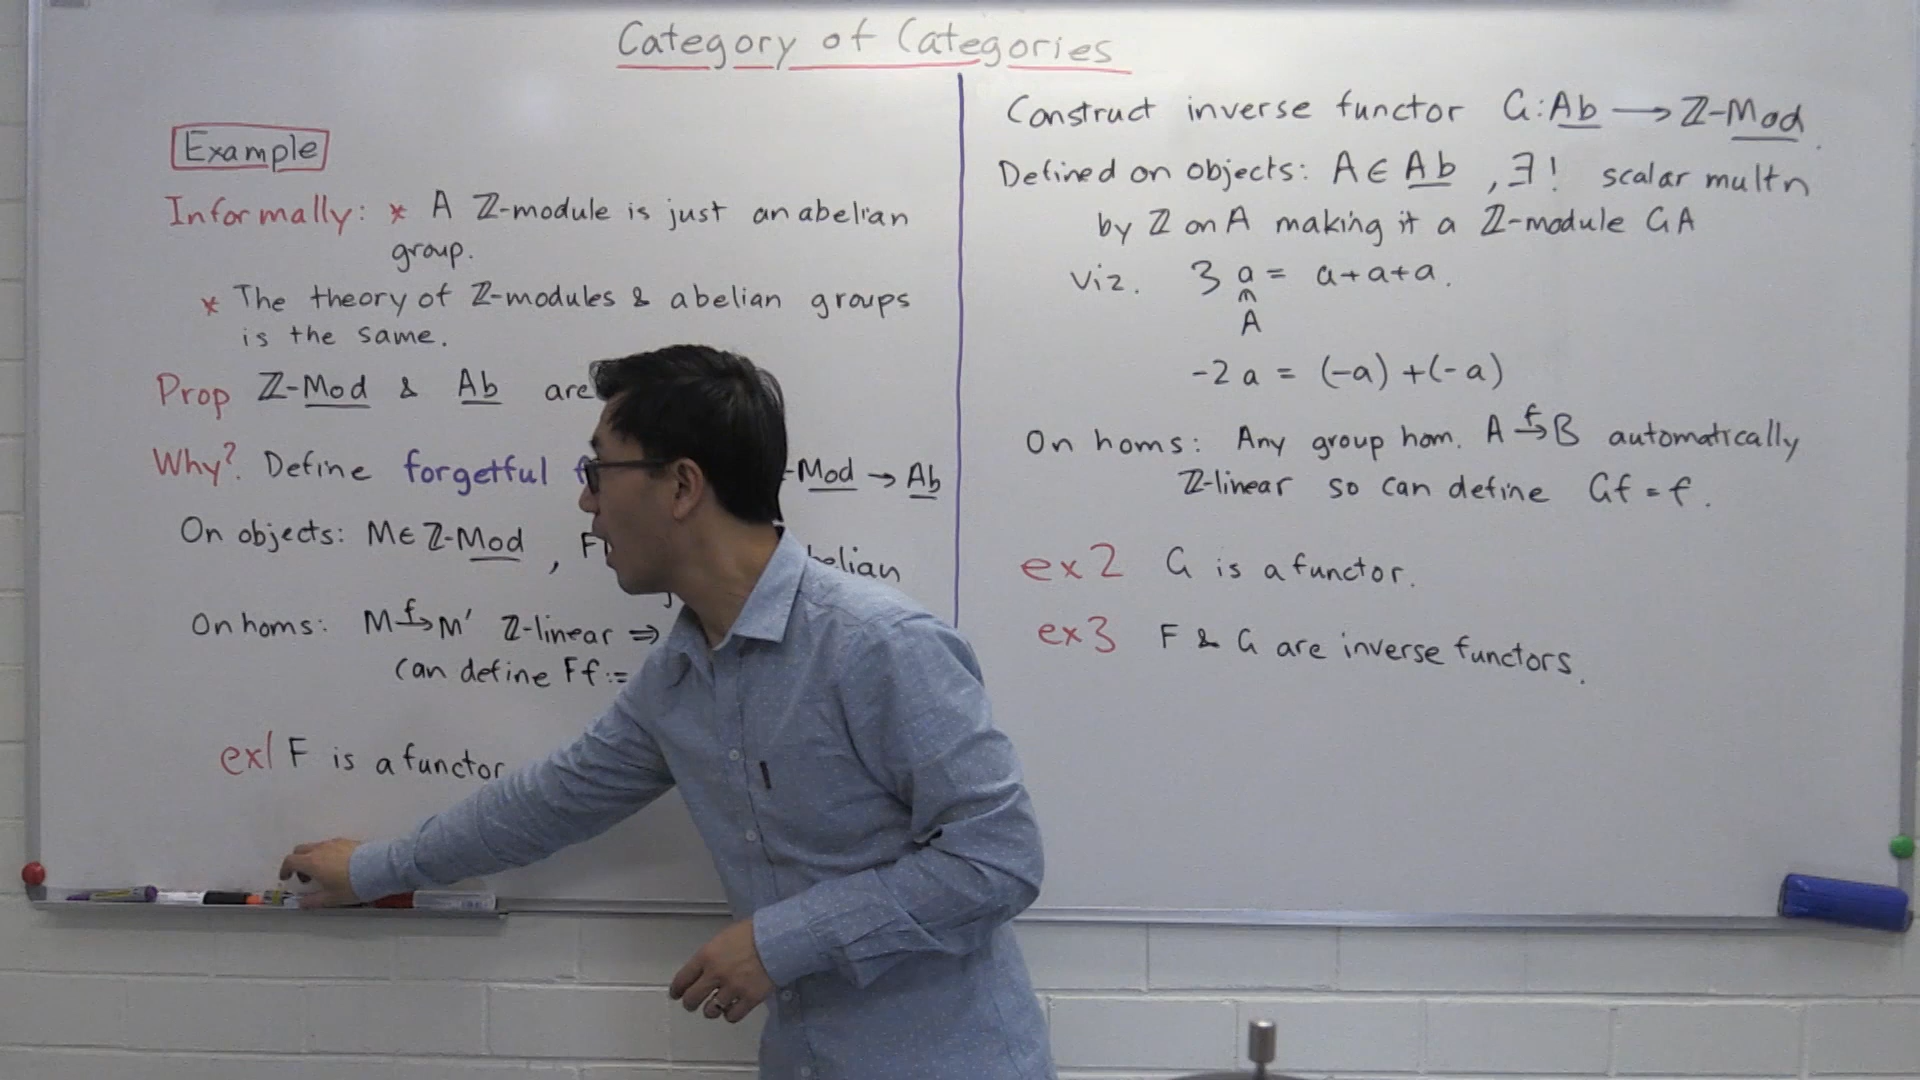 Category of Categories
Example
Informally: * A ℤ-module is just an abelian
group.
* The theory of ℤ-modules & abelian groups
is the same.
Prop ℤ-Mod & Ab are
Why? Define forgetful f -Mod → Ab
On objects: M∈ ℤ-Mod , F elian
On homs: M f→ M' ℤ-linear ⇒
can define Ff :=
ex1 F is a functor
Construct inverse functor G: Ab → ℤ-Mod.
Defined on objects: A ∈ Ab , ∃! scalar multn
by ℤ on A making it a ℤ-module GA
viz. 3 a = a+a+a.
∈
A
-2 a = (-a) +(-a)
On homs: Any group hom. A f→ B automatically
ℤ-linear so can define Gf = f.
ex2 G is a functor.
ex3 F & G are inverse functors.